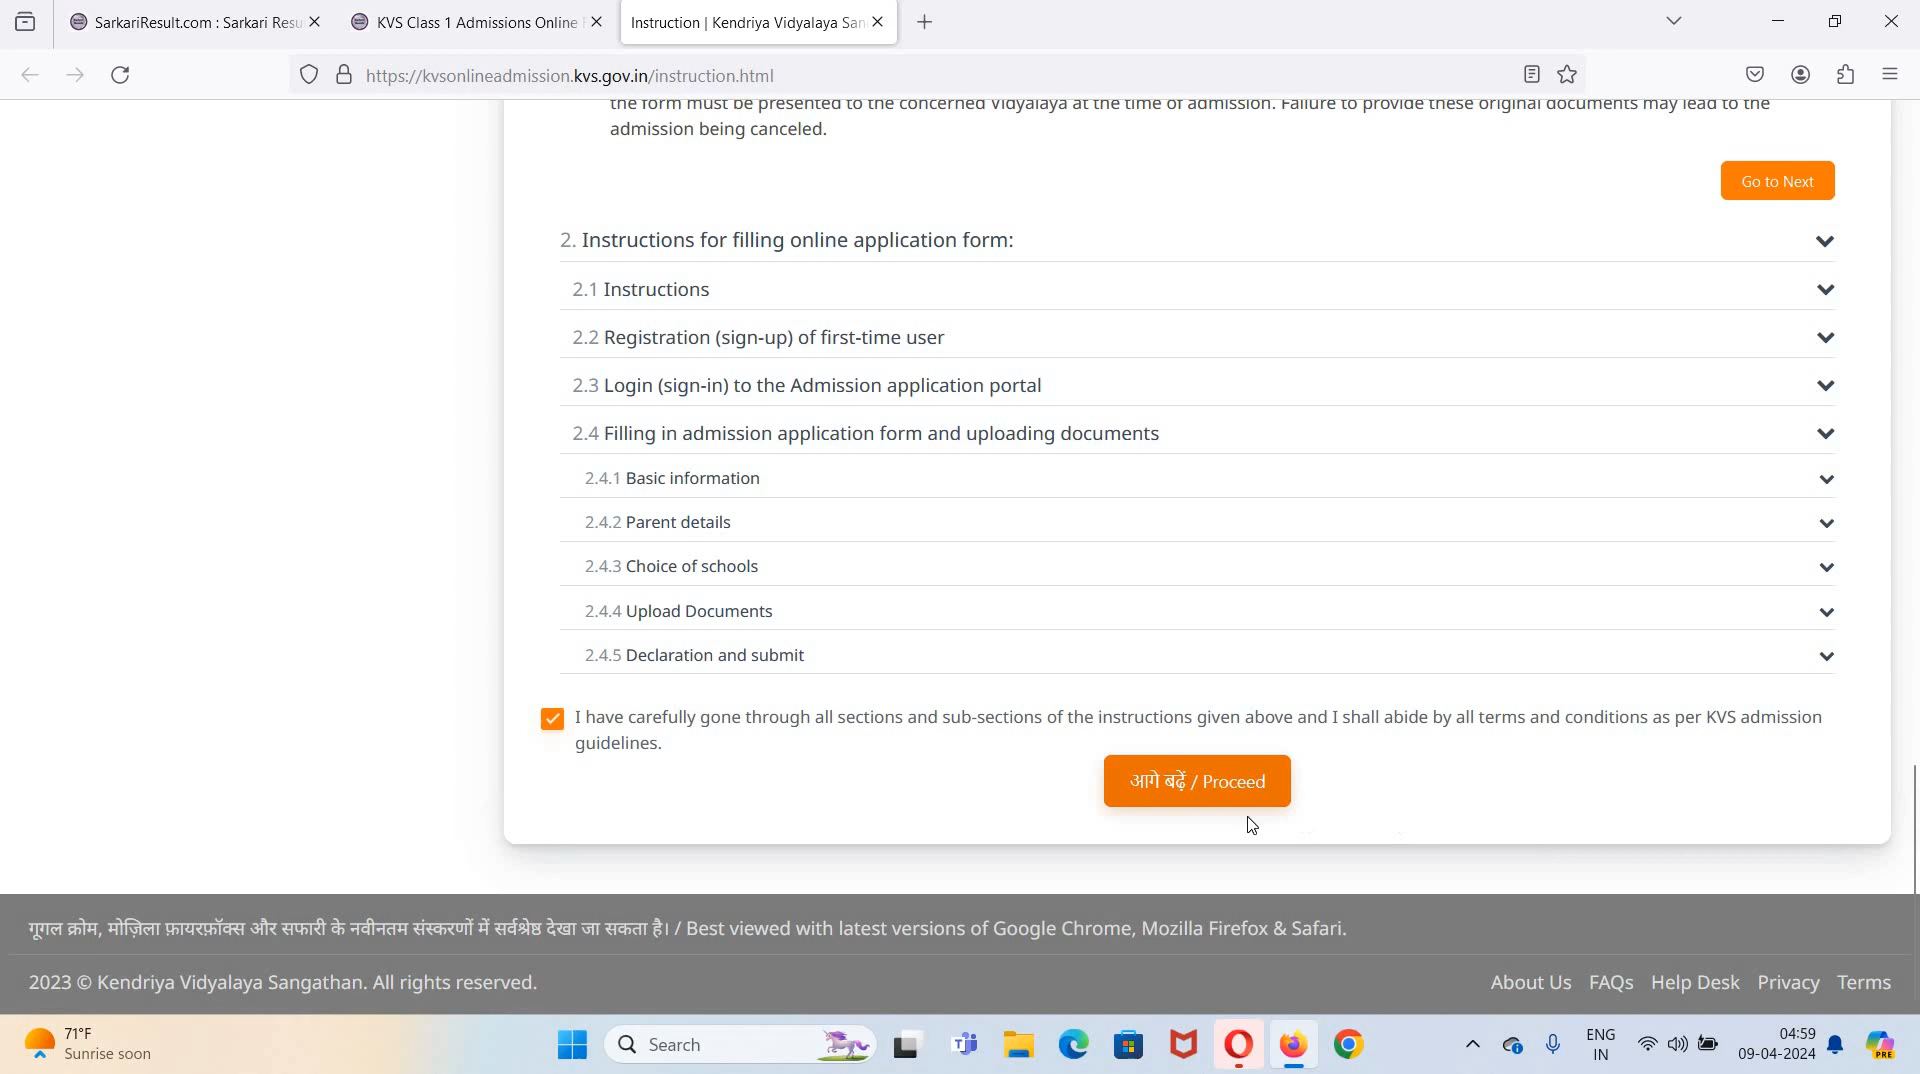 SarkariResult.com : Sarkari Resu
KVS Class 1 Admissions Online
Instruction | Kendriya Vidyalaya San
https://kvsonlineadmission.kvs.gov.in/instruction.html
the form must be presented to the concerned Vidyalaya at the time of admission. Failure to provide these original documents may lead to the
admission being canceled.
Go to Next
2. Instructions for filling online application form:
2.1 Instructions
2.2 Registration (sign-up) of first-time user
2.3 Login (sign-in) to the Admission application portal
2.4 Filling in admission application form and uploading documents
2.4.1 Basic information
2.4.2 Parent details
2.4.3 Choice of schools
2.4.4 Upload Documents
2.4.5 Declaration and submit
I have carefully gone through all sections and sub-sections of the instructions given above and I shall abide by all terms and conditions as per KVS admission
guidelines.
आगे बढ़ें / Proceed
गूगल क्रोम, मोज़िला फ़ायरफ़ॉक्स और सफारी के नवीनतम संस्करणों में सर्वश्रेष्ठ देखा जा सकता है। / Best viewed with latest versions of Google Chrome, Mozilla Firefox & Safari.
2023 © Kendriya Vidyalaya Sangathan. All rights reserved.
About Us FAQs Help Desk Privacy Terms
71°F
Sunrise soon
Search
ENG
IN
04:59
09-04-2024
PRE